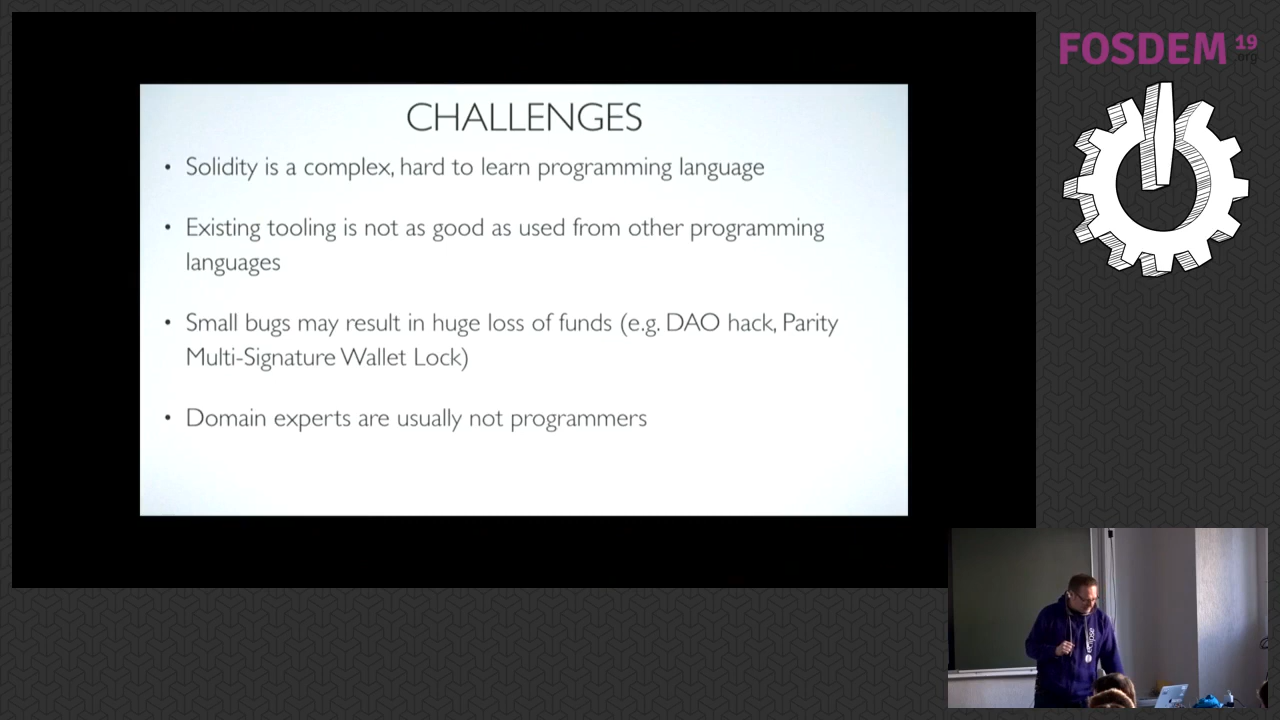 FOSDEM 19
.org
CHALLENGES
• Solidity is a complex, hard to learn programming language
• Existing tooling is not as good as used from other programming
languages
• Small bugs may result in huge loss of funds (e.g. DAO hack, Parity
Multi-Signature Wallet Lock)
• Domain experts are usually not programmers
eclipse